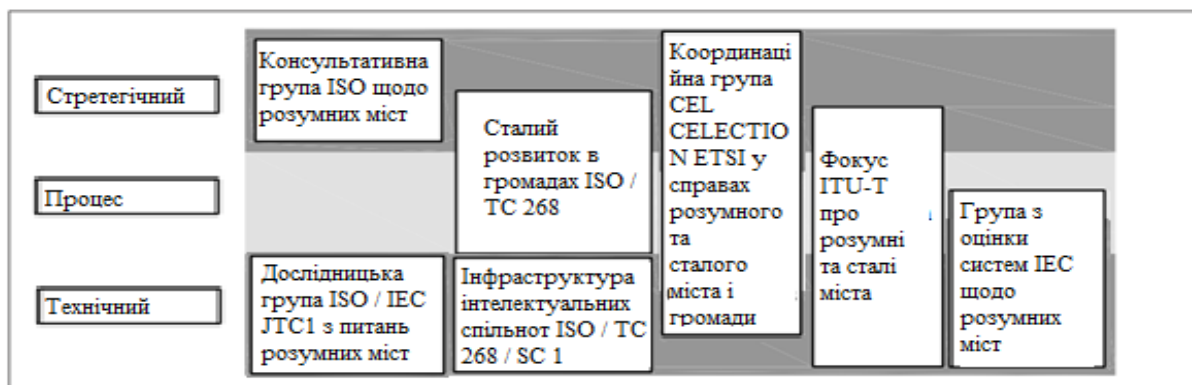 Стретегічний
Процес
Технічний
Консультативна
група ISO щодо
розумних міст
Дослідницька
група ISO / IEC
JTC1 з питань
розумних міст
Сталий
розвиток в
громадах ISO /
TC 268
Інфраструктура
інтелектуальних
спільнот ISO / TC
268 / SC 1
Координаці
йна група
CEL
CELECTIO
N ETSI у
справах
розумного
та
сталого
міста і
громади
Фокус
ITU-T
про
розумні
та сталі
міста
Група з
оцінки
систем IEC
щодо
розумних
міст